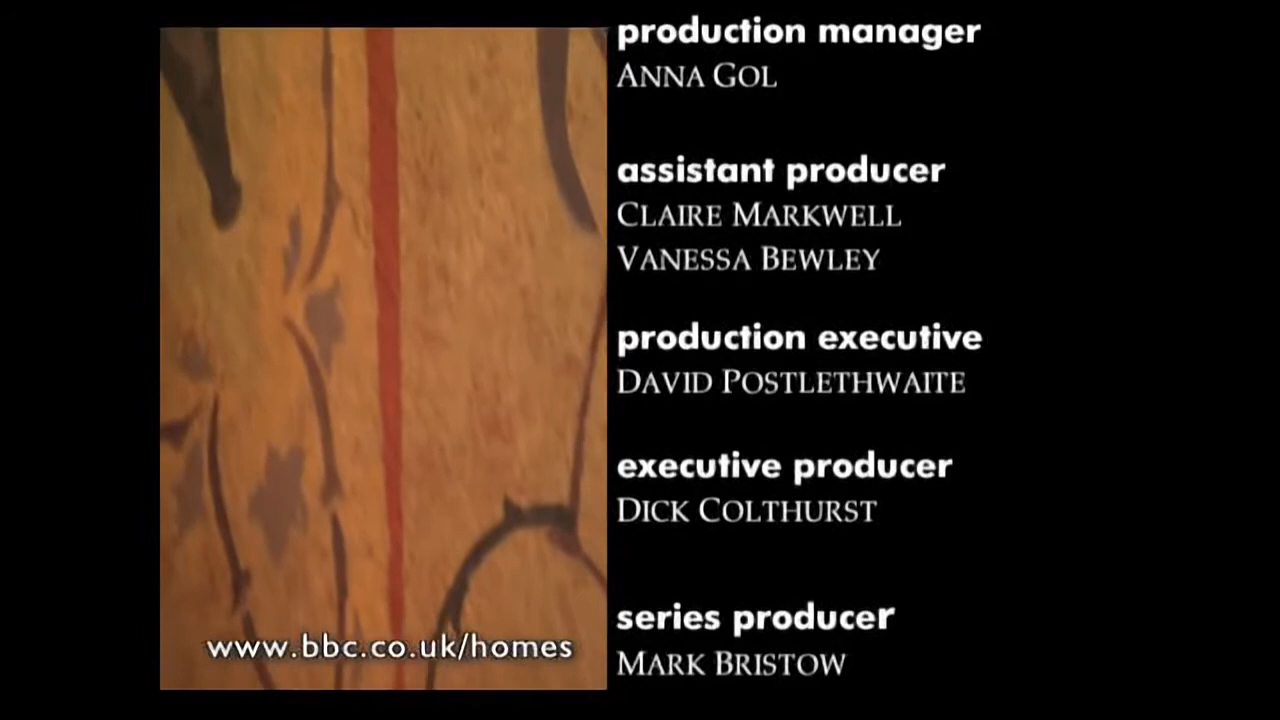 production manager
ANNA GOL
assistant producer
CLAIRE MARKWELL
VANESSA BEWLEY
production executive
DAVID POSTLETHWAITE
executive producer
DICK COLTHURST
series producer
MARK BRISTOW
www.bbc.co.uk/homes